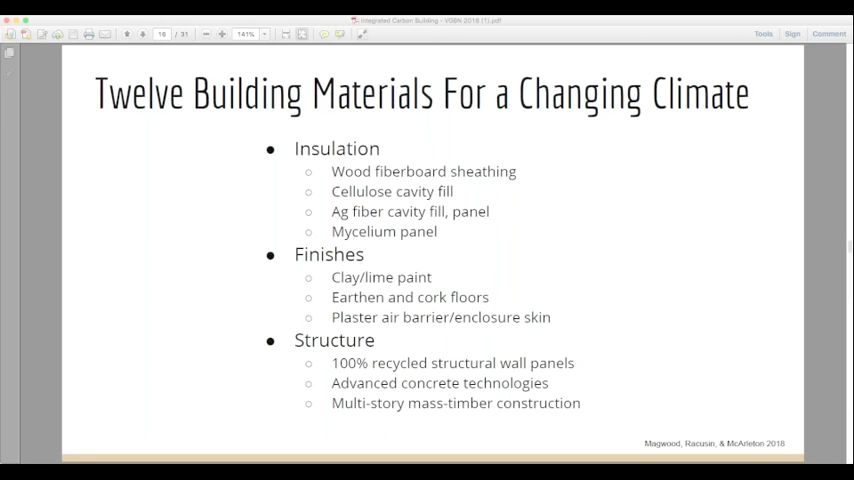 Integrated Carbon Building - VGBN 2018 (1).pdf
16 / 31
141%
Tools
Sign
Comment
Twelve Building Materials For a Changing Climate
Insulation
Wood fiberboard sheathing
Cellulose cavity fill
Ag fiber cavity fill, panel
Mycelium panel
Finishes
Clay/lime paint
Earthen and cork floors
Plaster air barrier/enclosure skin
Structure
100% recycled structural wall panels
Advanced concrete technologies
Multi-story mass-timber construction
Magwood, Racusin, & McArleton 2018